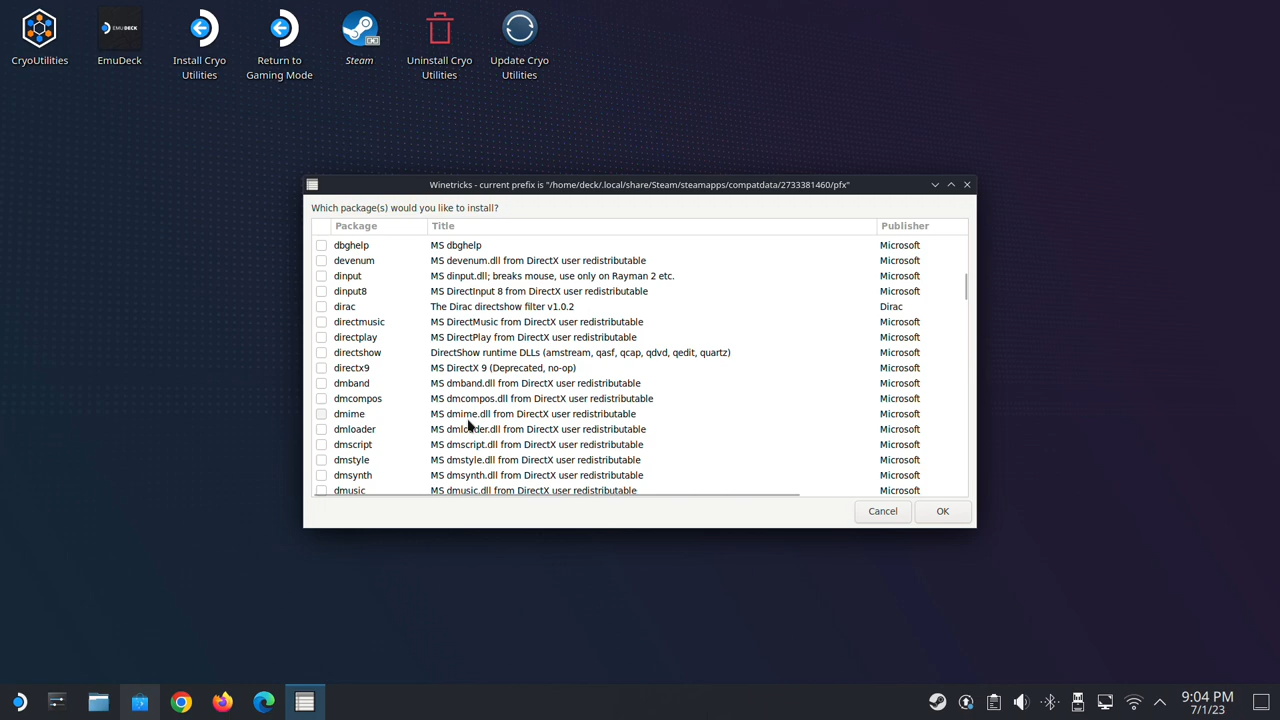 CryoUtilities
EMUDECK
EmuDeck
Install Cryo
Utilities
Return to
Gaming Mode
Steam
Uninstall Cryo
Utilities
Update Cryo
Utilities
Winetricks - current prefix is "/home/deck/.local/share/Steam/steamapps/compatdata/2733381460/pfx"
Which package(s) would you like to install?
Package Title Publisher
dbghelp MS dbghelp Microsoft
devenum MS devenum.dll from DirectX user redistributable Microsoft
dinput MS dinput.dll; breaks mouse, use only on Rayman 2 etc. Microsoft
dinput8 MS DirectInput 8 from DirectX user redistributable Microsoft
dirac The Dirac directshow filter v1.0.2 Dirac
directmusic MS DirectMusic from DirectX user redistributable Microsoft
directplay MS DirectPlay from DirectX user redistributable Microsoft
directshow DirectShow runtime DLLs (amstream, qasf, qcap, qdvd, qedit, quartz) Microsoft
directx9 MS DirectX 9 (Deprecated, no-op) Microsoft
dmband MS dmband.dll from DirectX user redistributable Microsoft
dmcompos MS dmcompos.dll from DirectX user redistributable Microsoft
dmime MS dmime.dll from DirectX user redistributable Microsoft
dmloader MS dmloader.dll from DirectX user redistributable Microsoft
dmscript MS dmscript.dll from DirectX user redistributable Microsoft
dmstyle MS dmstyle.dll from DirectX user redistributable Microsoft
dmsynth MS dmsynth.dll from DirectX user redistributable Microsoft
dmusic MS dmusic.dll from DirectX user redistributable Microsoft
Cancel OK
9:04 PM
7/1/23